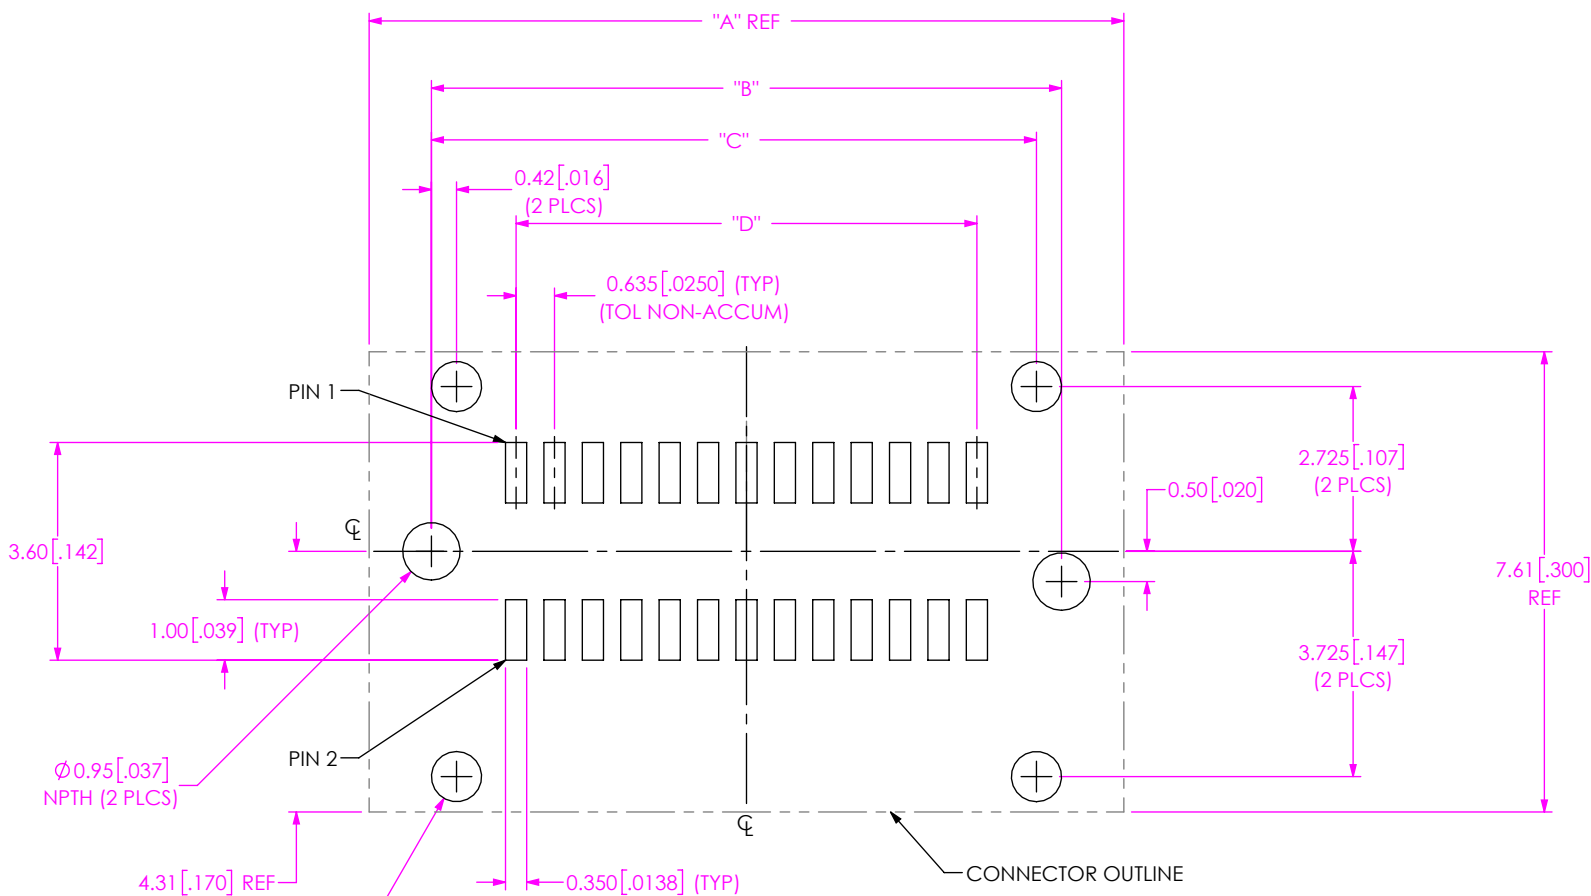 "A" REF
"B"
"C"
0.42[.016]
(2 PLCS)
"D"
0.635[.0250] (TYP)
(TOL NON-ACCUM)
PIN 1
2.725[.107]
(2 PLCS)
0.50[.020]
℄
3.60[.142]
7.61[.300]
REF
1.00[.039] (TYP)
3.725[.147]
(2 PLCS)
PIN 2
Ø0.95[.037]
NPTH (2 PLCS)
℄
4.31[.170] REF
0.350[.0138] (TYP)
CONNECTOR OUTLINE